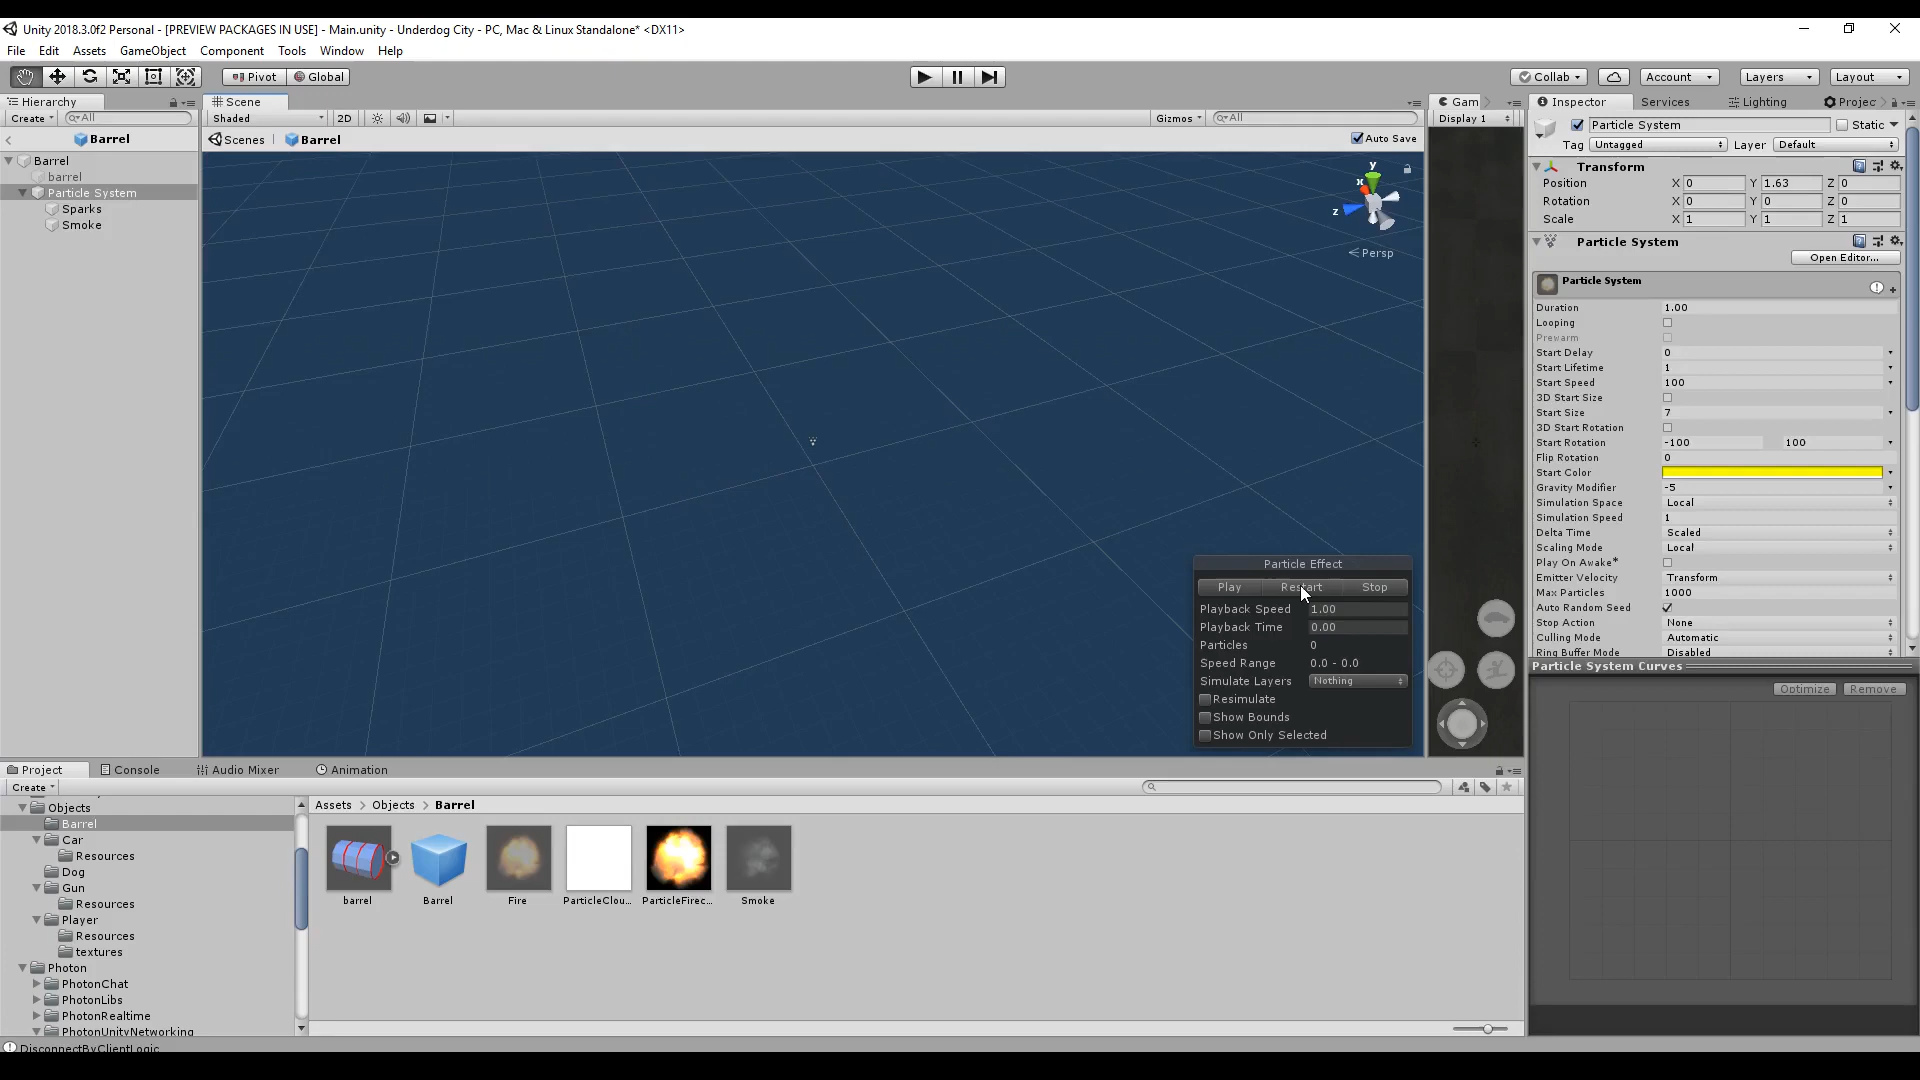 Unity 2018.3.0f2 Personal - [PREVIEW PACKAGES IN USE] - Main.unity - Underdog City - PC, Mac & Linux Standalone* <DX11>
File Edit Assets GameObject Component Tools Window Help
Pivot Global Collab Account Layers Layout
Hierarchy
Create All
Barrel
Barrel
barrel
Particle System
Sparks
Smoke
Scene
Shaded 2D Gizmos All
Scenes Barrel Auto Save
y
x
z
Persp
Particle Effect
Play Restart Stop
Playback Speed 1.00
Playback Time 0.00
Particles 0
Speed Range 0.0 - 0.0
Simulate Layers Nothing
Resimulate
Show Bounds
Show Only Selected
Gam
Display 1
Inspector Services Lighting Projec
Particle System Static
Tag Untagged Layer Default
Transform
Position X 0 Y 1.63 Z 0
Rotation X 0 Y 0 Z 0
Scale X 1 Y 1 Z 1
Particle System
Open Editor...
Particle System
Duration 1.00
Looping
Prewarm
Start Delay 0
Start Lifetime 1
Start Speed 100
3D Start Size
Start Size 7
3D Start Rotation
Start Rotation -100 100
Flip Rotation 0
Start Color
Gravity Modifier -5
Simulation Space Local
Simulation Speed 1
Delta Time Scaled
Scaling Mode Local
Play On Awake*
Emitter Velocity Transform
Max Particles 1000
Auto Random Seed
Stop Action None
Culling Mode Automatic
Ring Buffer Mode Disabled
Particle System Curves
Optimize Remove
Project Console Audio Mixer Animation
Create
Objects
Barrel
Car
Resources
Dog
Gun
Resources
Player
Resources
textures
Photon
PhotonChat
PhotonLibs
PhotonRealtime
PhotonUnityNetworking
Assets > Objects > Barrel
barrel Barrel Fire ParticleClou... ParticleFirec... Smoke
DisconnectByClientLogic